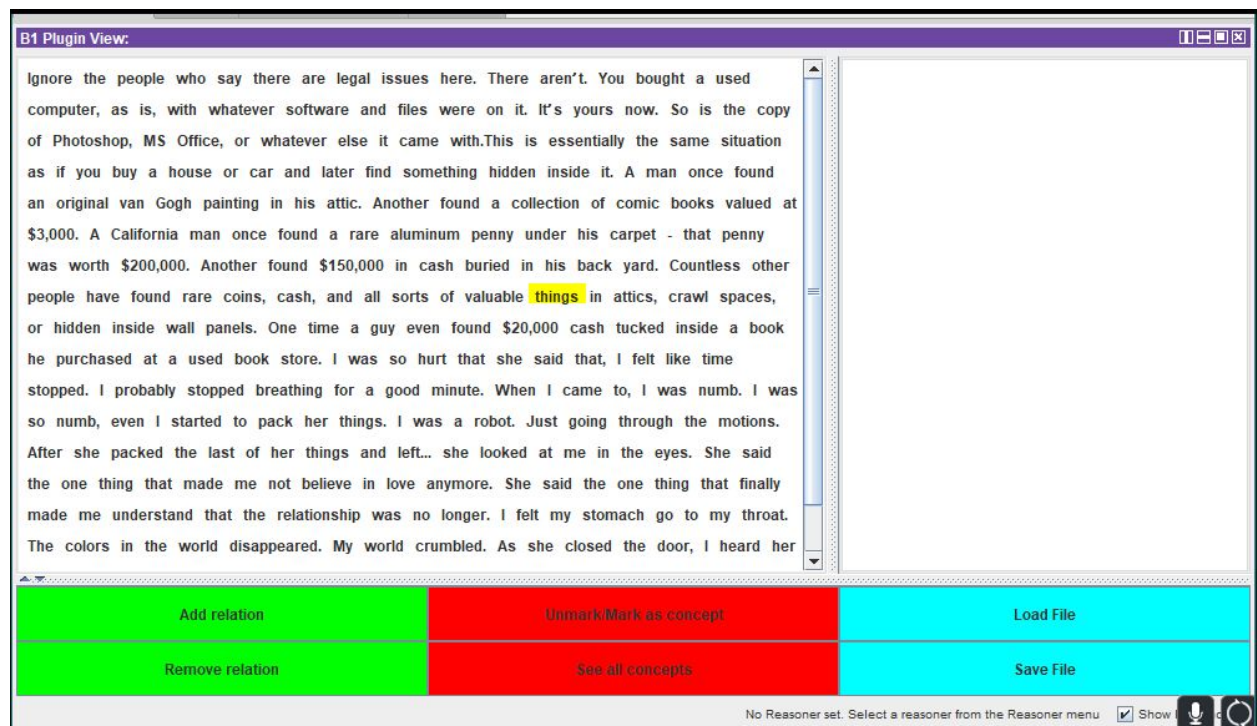 B1 Plugin View:
Ignore the people who say there are legal issues here. There aren't. You bought a used
computer, as is, with whatever software and files were on it. It's yours now. So is the copy
of Photoshop, MS Office, or whatever else it came with.This is essentially the same situation
as if you buy a house or car and later find something hidden inside it. A man once found
an original van Gogh painting in his attic. Another found a collection of comic books valued at
$3,000. A California man once found a rare aluminum penny under his carpet - that penny
was worth $200,000. Another found $150,000 in cash buried in his back yard. Countless other
people have found rare coins, cash, and all sorts of valuable things in attics, crawl spaces,
or hidden inside wall panels. One time a guy even found $20,000 cash tucked inside a book
he purchased at a used book store. I was so hurt that she said that, I felt like time
stopped. I probably stopped breathing for a good minute. When I came to, I was numb. I was
so numb, even I started to pack her things. I was a robot. Just going through the motions.
After she packed the last of her things and left... she looked at me in the eyes. She said
the one thing that made me not believe in love anymore. She said the one thing that finally
made me understand that the relationship was no longer. I felt my stomach go to my throat.
The colors in the world disappeared. My world crumbled. As she closed the door, I heard her
Add relation
Unmark/Mark as concept
Load File
Remove relation
See all concepts
Save File
No Reasoner set. Select a reasoner from the Reasoner menu
Show